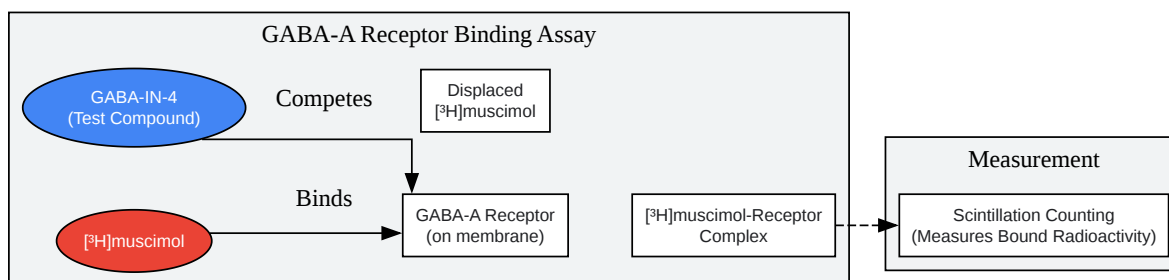 GABA-A Receptor Binding Assay
GABA-IN-4
(Test Compound)
Competes
Displaced
[³H]muscimol
Measurement
Binds
[³H]muscimol
GABA-A Receptor
(on membrane)
[³H]muscimol-Receptor
Complex
Scintillation Counting
(Measures Bound Radioactivity)